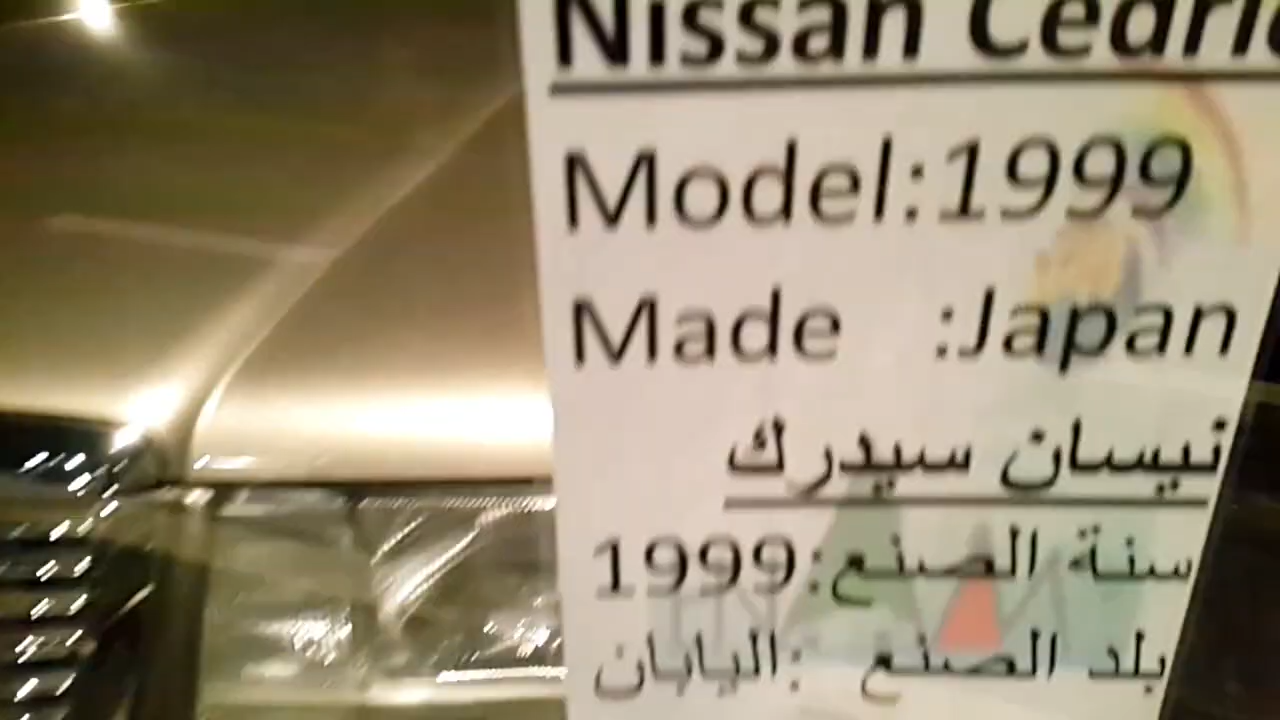 Nissan Cedric
Model:1999
Made :Japan
نيسان سيدرك
سنة الصنع:1999
بلد الصنع :اليابان